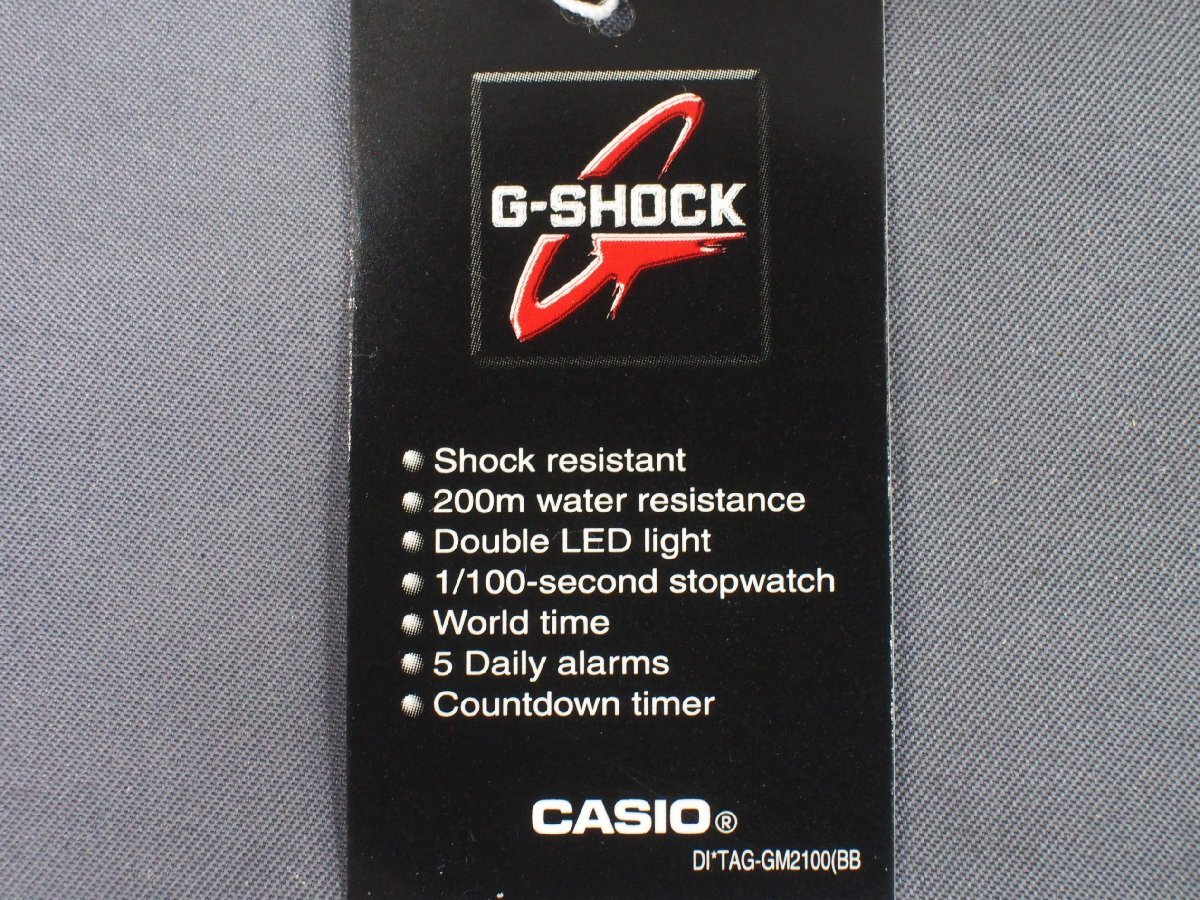 G-SHOCK
Shock resistant
200m water resistance
Double LED light
1/100-second stopwatch
World time
5 Daily alarms
Countdown timer
CASIO®
DI*TAG-GM2100(BB